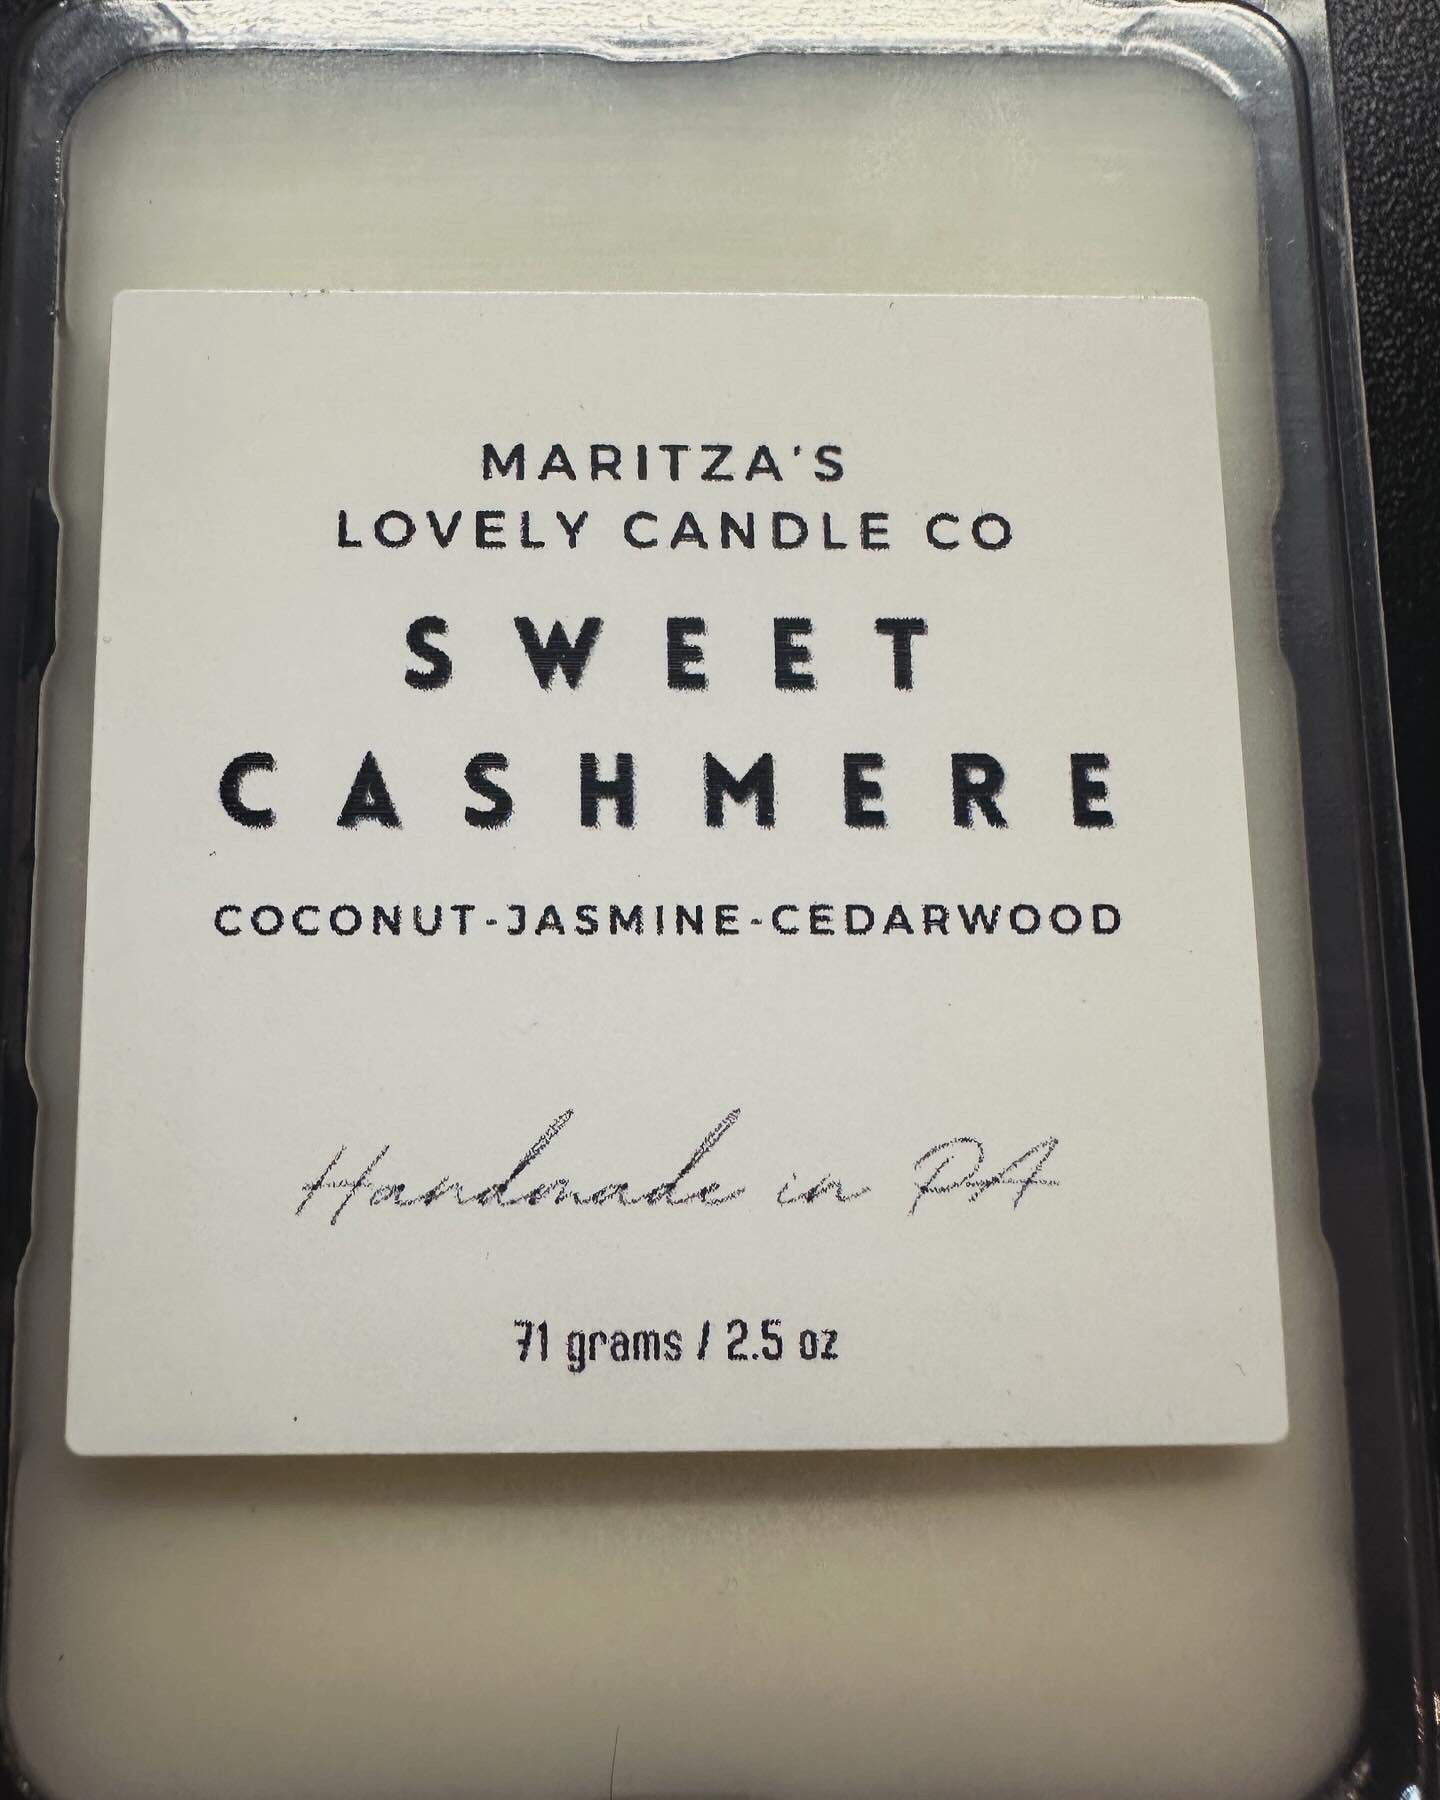 MARITZA'S
LOVELY CANDLE CO
SWEET
CASHMERE
COCONUT-JASMINE-CEDARWOOD
Handmade in PA
71 grams / 2.5 oz